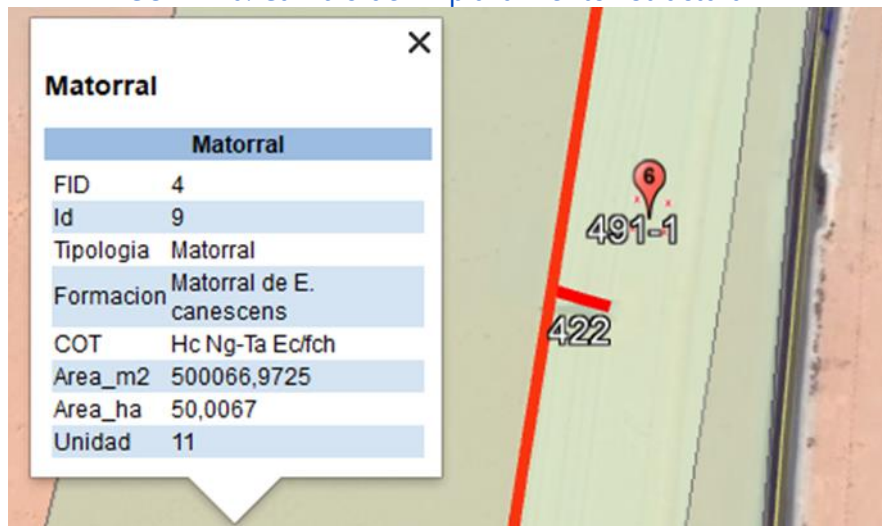 ×
Matorral
Matorral
FID 4
Id 9
Tipologia Matorral
Formacion Matorral de E.
canescens
COT Hc Ng-Ta Ec/fch
Area_m2 500066,9725
Area_ha 50,0067
Unidad 11
6
491-1
422